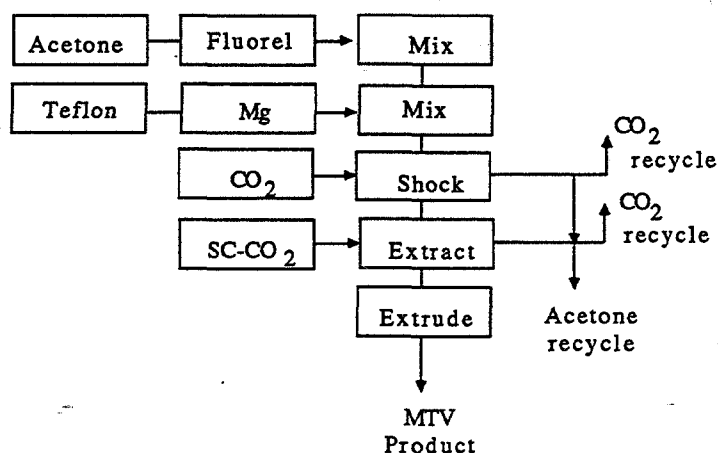 Acetone
Fluorel
Mix
Teflon
Mg
Mix
CO2
recycle
CO2
Shock
CO2
recycle
SC-CO2
Extract
Extrude
Acetone
recycle
MTV
Product